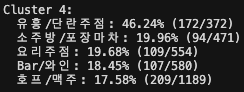 Cluster 4:
유흥/단란주점: 46.24% (172/372)
소주방/포장마차: 19.96% (94/471)
요리주점: 19.68% (109/554)
Bar/와인: 18.45% (107/580)
호프/맥주: 17.58% (209/1189)